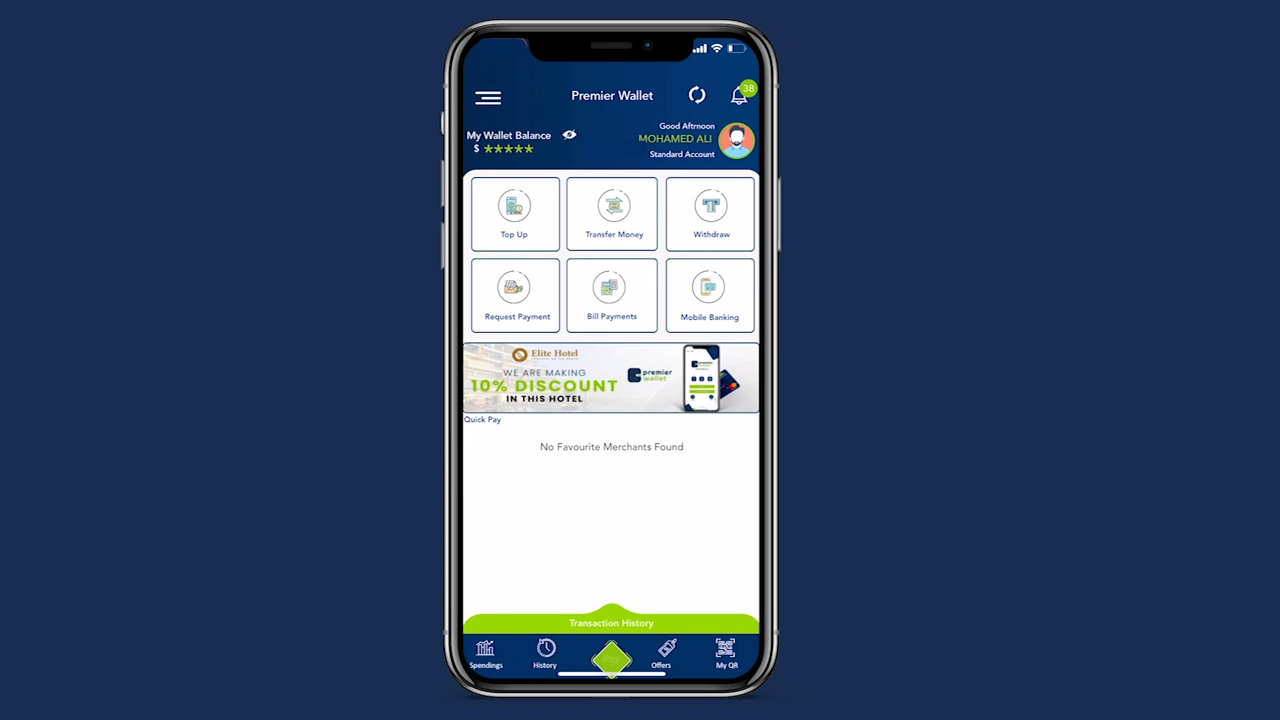 Premier Wallet
38
My Wallet Balance
$ *****
Good Aftrnoon
MOHAMED ALI
Standard Account
Top Up
Transfer Money
Withdraw
Request Payment
Bill Payments
Mobile Banking
Elite Hotel
WE ARE MAKING
10% DISCOUNT
IN THIS HOTEL
premier
wallet
Quick Pay
No Favourite Merchants Found
Transaction History
Spendings
History
Pay
Offers
My QR